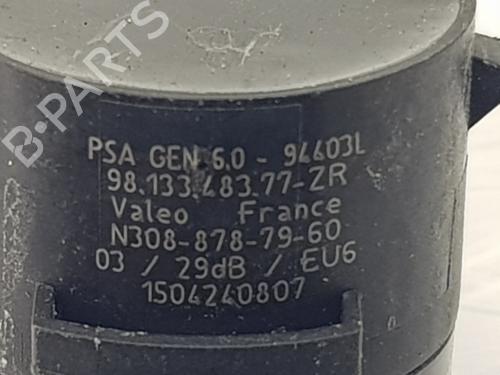 B-PARTS
PSA GEN 6.0 - 94403L
98.133.483.77-ZR
Valeo France
N308-878-79-60
03 / 29dB / EU6
1504240807